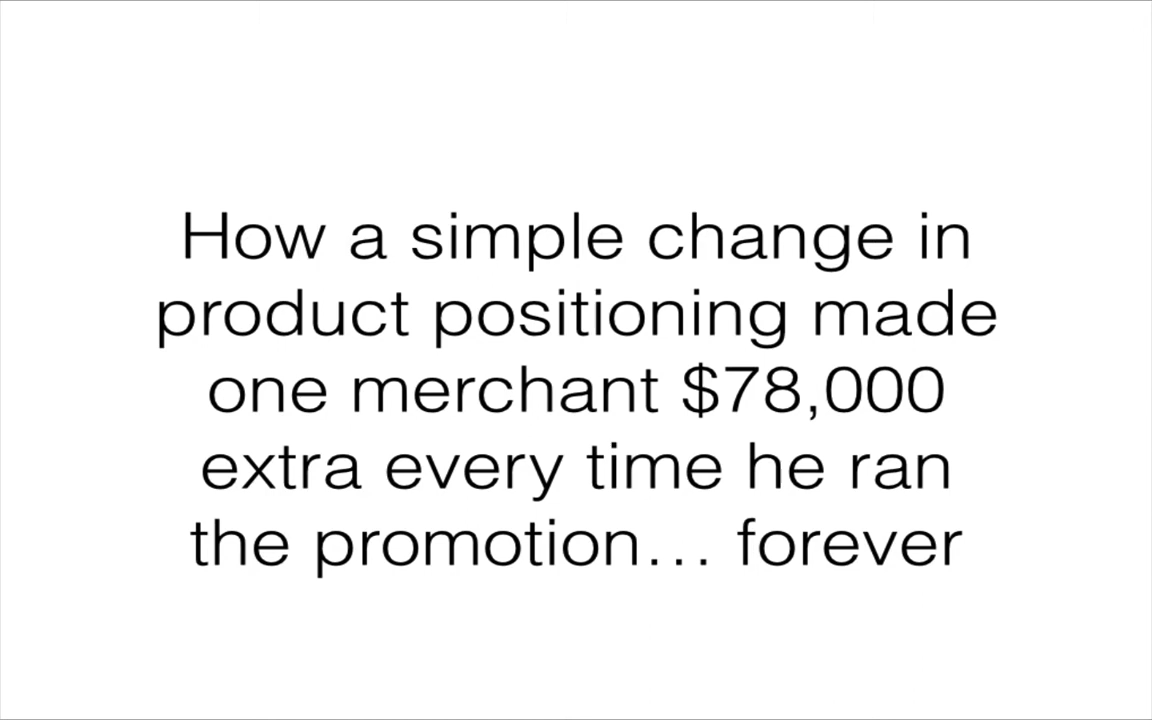 How a simple change in
product positioning made
one merchant $78,000
extra every time he ran
the promotion… forever